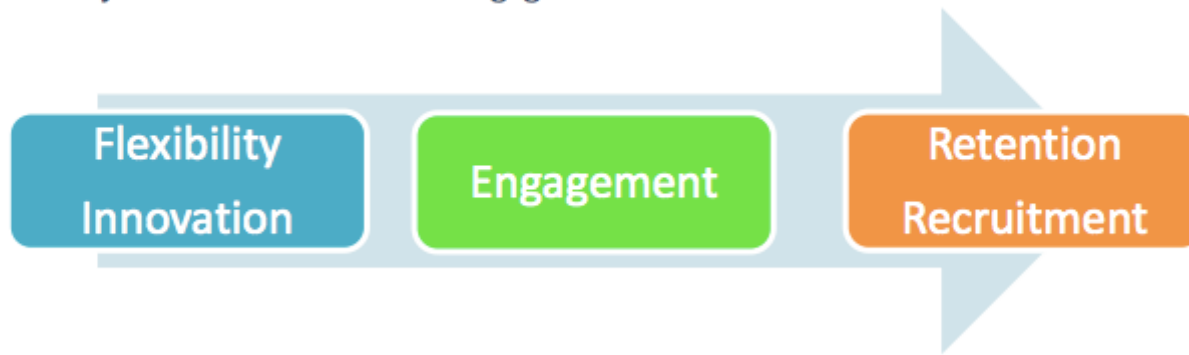 Flexibility
Innovation
Engagement
Retention
Recruitment